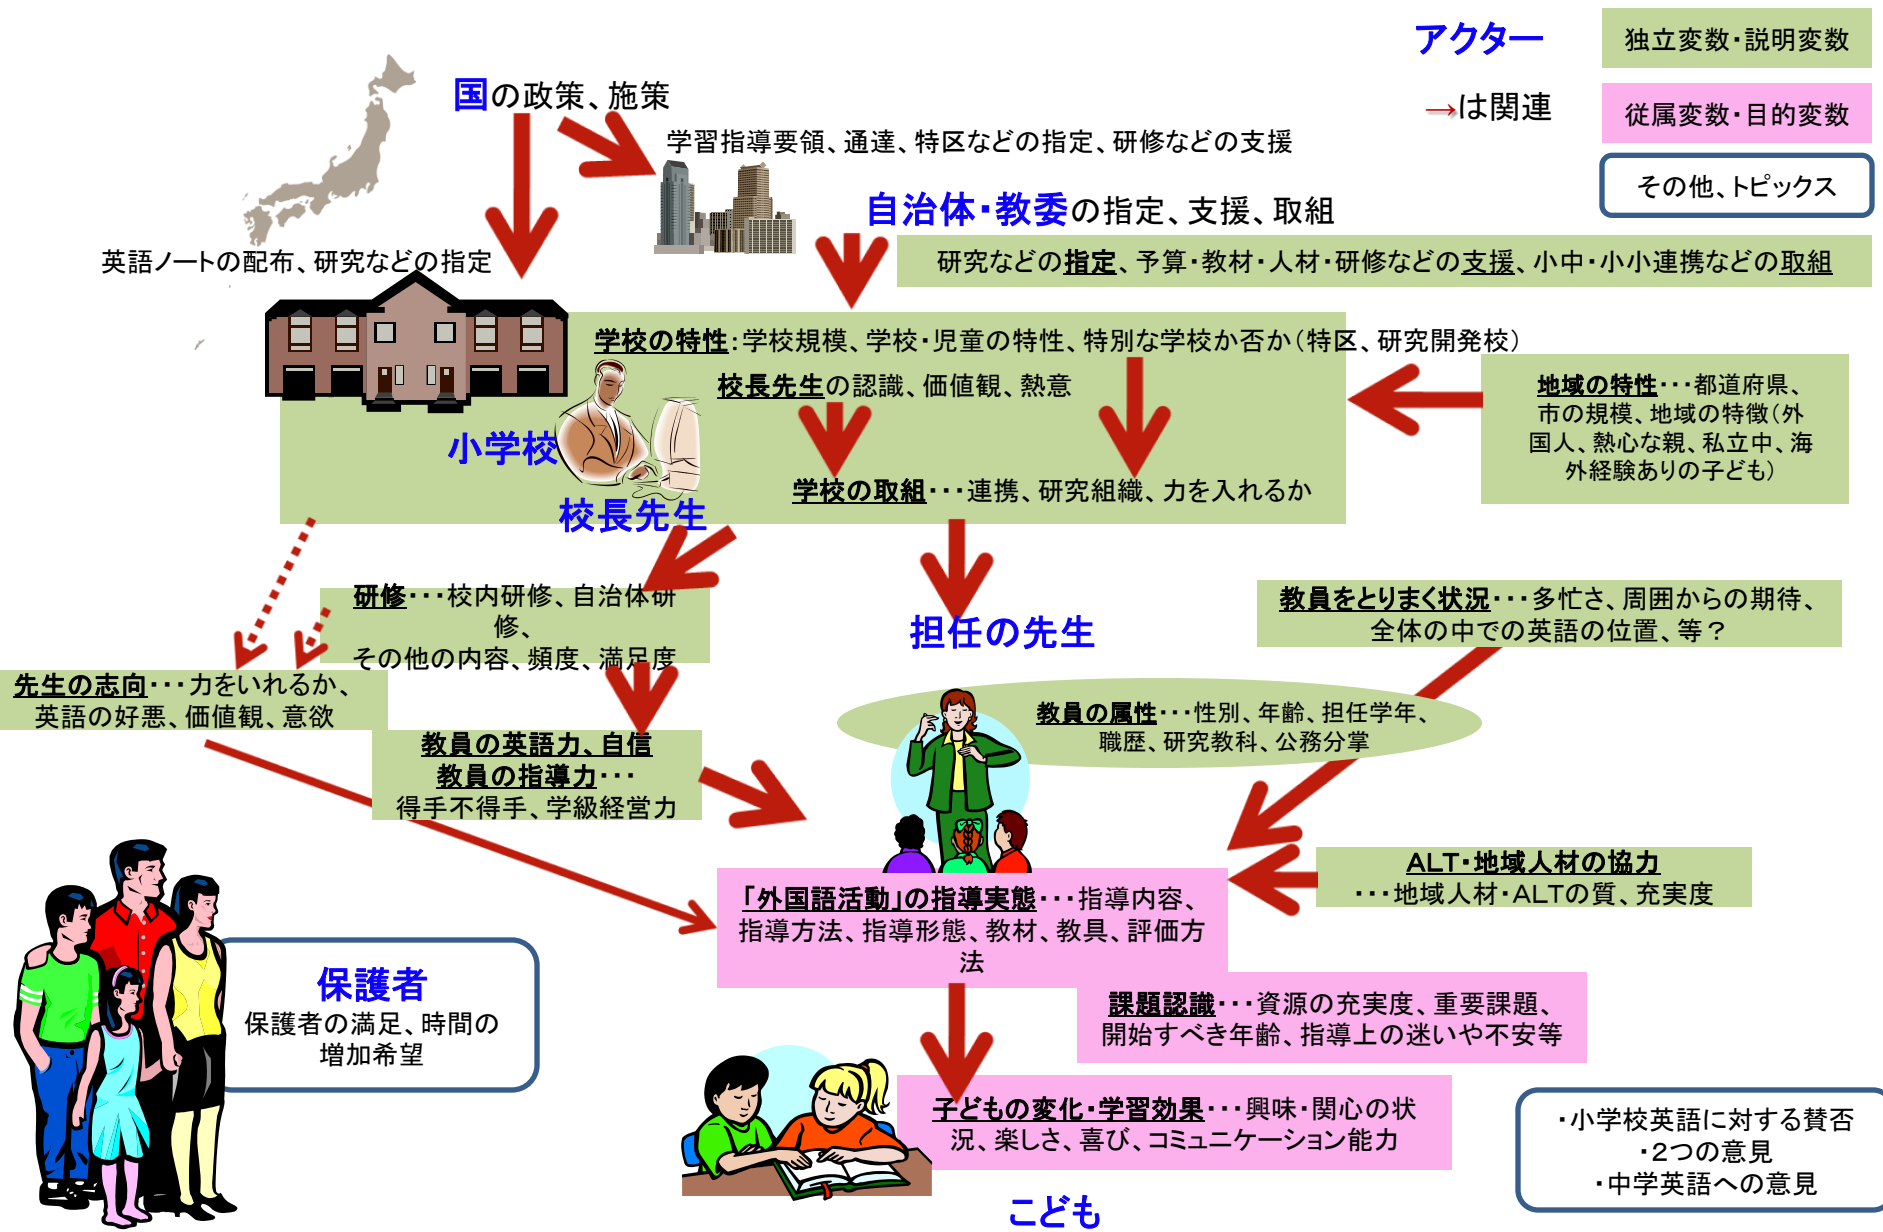 アクター
独立変数・説明変数
→は関連
従属変数・目的変数
その他、トピックス
国の政策、施策
学習指導要領、通達、特区などの指定、研修などの支援
自治体・教委の指定、支援、取組
英語ノートの配布、研究などの指定
研究などの指定、予算・教材・人材・研修などの支援、小中・小小連携などの取組
学校の特性:学校規模、学校・児童の特性、特別な学校か否か(特区、研究開発校)
校長先生の認識、価値観、熱意
地域の特性・・・都道府県、
市の規模、地域の特徴(外
国人、熱心な親、私立中、海
外経験ありの子ども)
小学校
学校の取組・・・連携、研究組織、力を入れるか
校長先生
研修・・・校内研修、自治体研
修、
その他の内容、頻度、満足度
担任の先生
教員をとりまく状況・・・多忙さ、周囲からの期待、
全体の中での英語の位置、等?
先生の志向・・・力をいれるか、
英語の好悪、価値観、意欲
教員の属性・・・性別、年齢、担任学年、
職歴、研究教科、公務分掌
教員の英語力、自信
教員の指導力・・・
得手不得手、学級経営力
ALT・地域人材の協力
・・・地域人材・ALTの質、充実度
「外国語活動」の指導実態・・・指導内容、
指導方法、指導形態、教材、教具、評価方
法
保護者
保護者の満足、時間の
増加希望
課題認識・・・資源の充実度、重要課題、
開始すべき年齢、指導上の迷いや不安等
子どもの変化・学習効果・・・興味・関心の状
況、楽しさ、喜び、コミュニケーション能力
・小学校英語に対する賛否
・2つの意見
・中学英語への意見
こども